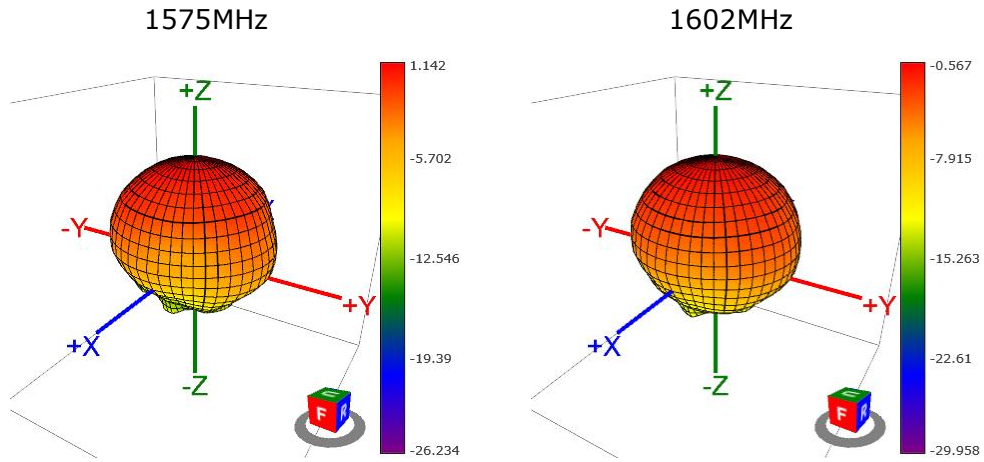 1575MHz
+Z
-Y
+Y
+X
-Z
1.142
-5.702
-12.546
-19.39
-26.234
F
R
1602MHz
+Z
-Y
+Y
+X
-Z
-0.567
-7.915
-15.263
-22.61
-29.958
F
R